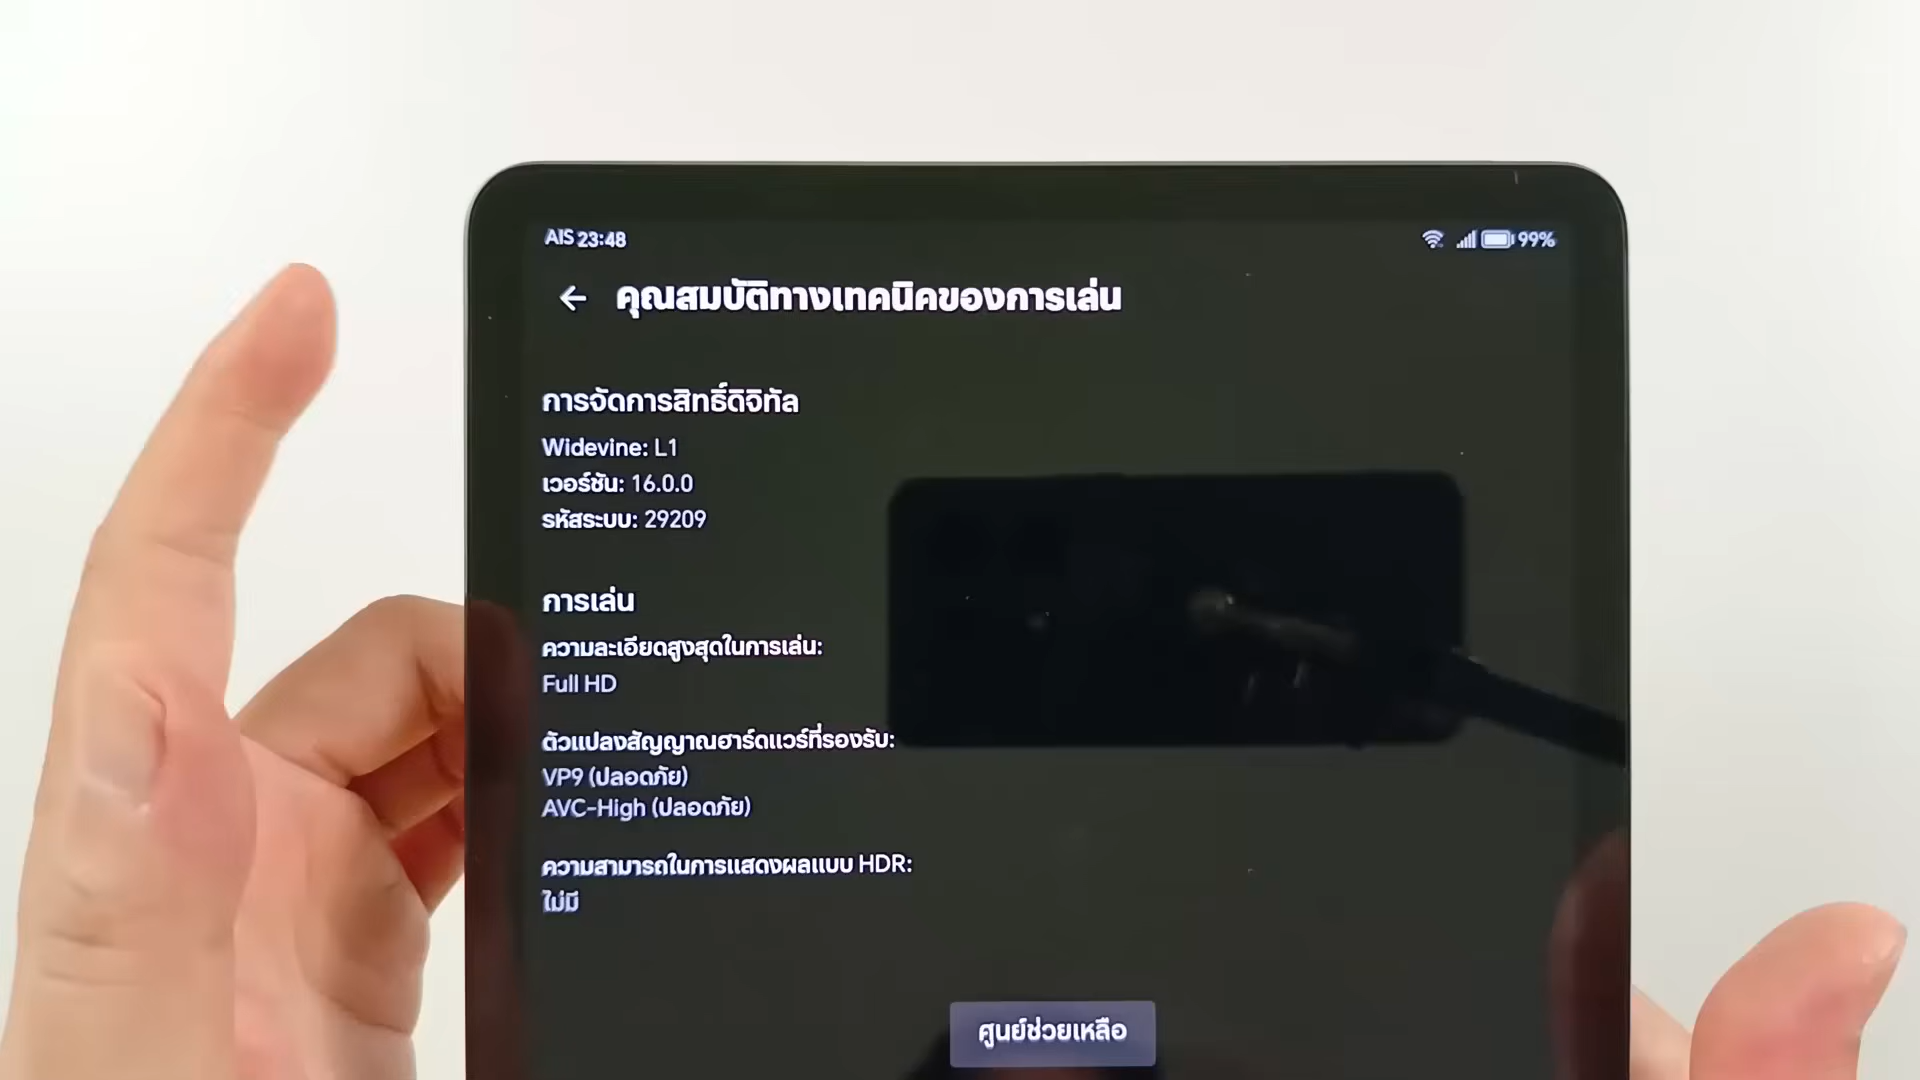 AIS 23:48
99%
คุณสมบัติทางเทคนิคของการเล่น
การจัดการสิทธิ์ดิจิทัล
Widevine: L1
เวอร์ชัน: 16.0.0
รหัสระบบ: 29209
การเล่น
ความละเอียดสูงสุดในการเล่น:
Full HD
ตัวแปลงสัญญาณฮาร์ดแวร์ที่รองรับ:
VP9 (ปลอดภัย)
AVC-High (ปลอดภัย)
ความสามารถในการแสดงผลแบบ HDR:
ไม่มี
ศูนย์ช่วยเหลือ